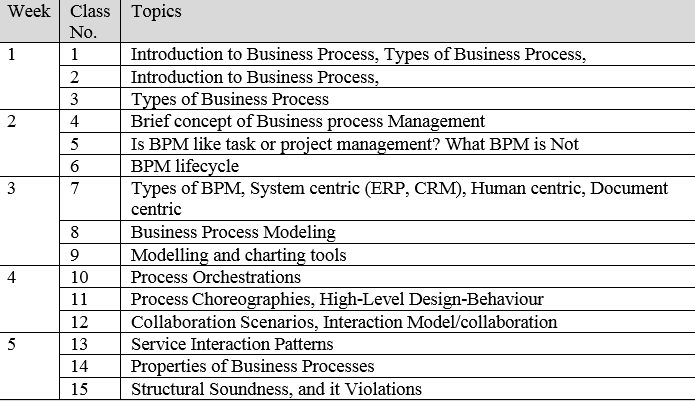 Week Class No. Topics
1 1 Introduction to Business Process, Types of Business Process,
2 Introduction to Business Process,
3 Types of Business Process
2 4 Brief concept of Business process Management
5 Is BPM like task or project management? What BPM is Not
6 BPM lifecycle
3 7 Types of BPM, System centric (ERP, CRM), Human centric, Document
centric
8 Business Process Modeling
9 Modelling and charting tools
4 10 Process Orchestrations
11 Process Choreographies, High-Level Design-Behaviour
12 Collaboration Scenarios, Interaction Model/collaboration
5 13 Service Interaction Patterns
14 Properties of Business Processes
15 Structural Soundness, and it Violations